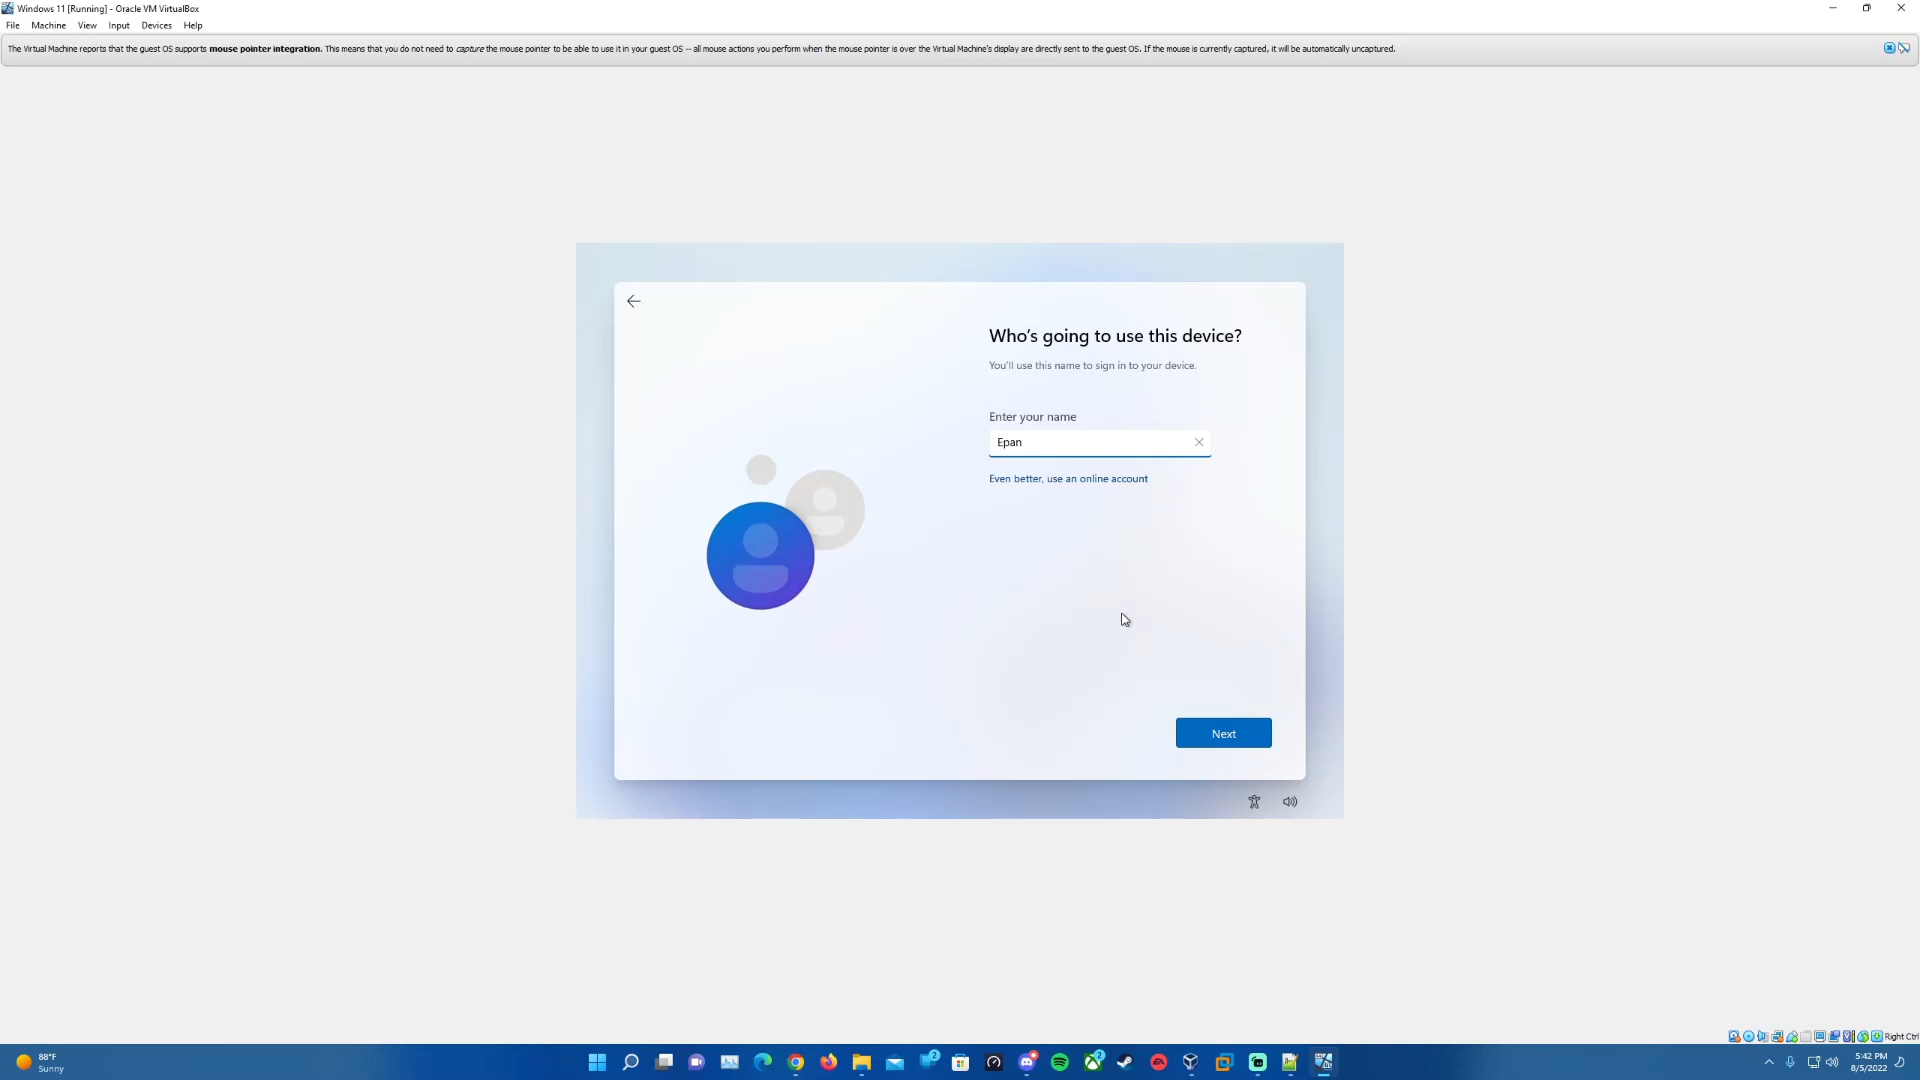 Windows 11 [Running] - Oracle VM VirtualBox
File Machine View Input Devices Help
The Virtual Machine reports that the guest OS supports mouse pointer integration. This means that you do not need to capture the mouse pointer to be able to use it in your guest OS -- all mouse actions you perform when the mouse pointer is over the Virtual Machine's display are directly sent to the guest OS. If the mouse is currently captured, it will be automatically uncaptured.
Who's going to use this device?
You'll use this name to sign in to your device.
Enter your name
Epan
Even better, use an online account
Next
Right Ctrl
88°F
Sunny
2
2
5:42 PM
8/5/2022